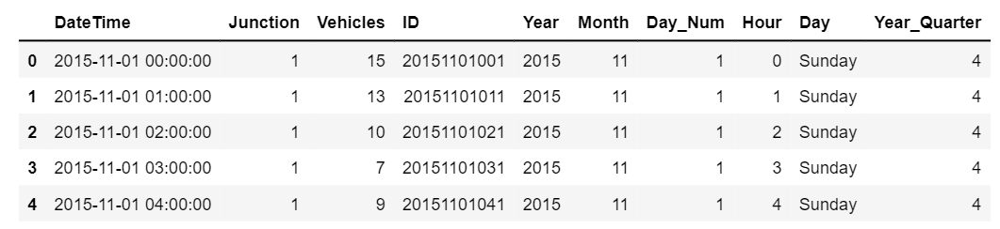 DateTime Junction Vehicles ID Year Month Day_Num Hour Day Year_Quarter
0 2015-11-01 00:00:00 1 15 20151101001 2015 11 1 0 Sunday 4
1 2015-11-01 01:00:00 1 13 20151101011 2015 11 1 1 Sunday 4
2 2015-11-01 02:00:00 1 10 20151101021 2015 11 1 2 Sunday 4
3 2015-11-01 03:00:00 1 7 20151101031 2015 11 1 3 Sunday 4
4 2015-11-01 04:00:00 1 9 20151101041 2015 11 1 4 Sunday 4